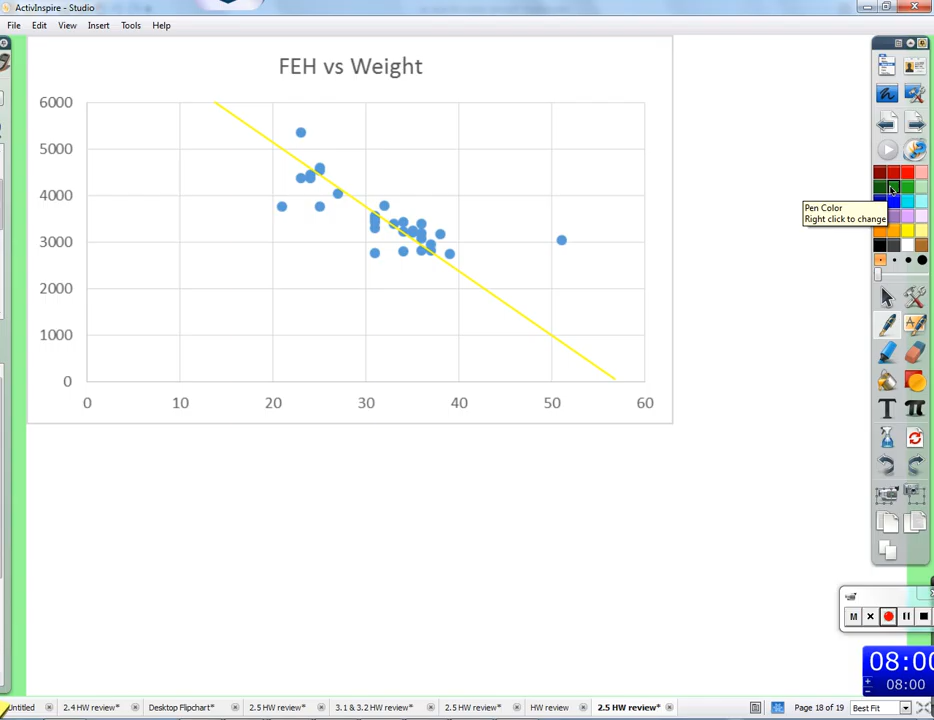 ActivInspire - Studio
File Edit View Insert Tools Help
FEH vs Weight
6000
5000
4000
3000
2000
1000
0
0 10 20 30 40 50 60
Pen Color
Right click to change
T π
M
08:00
08:00
Untitled 2.4 HW review* Desktop Flipchart* 2.5 HW review* 3.1 & 3.2 HW review* 2.5 HW review* HW review 2.5 HW review* Page 18 of 19 Best Fit